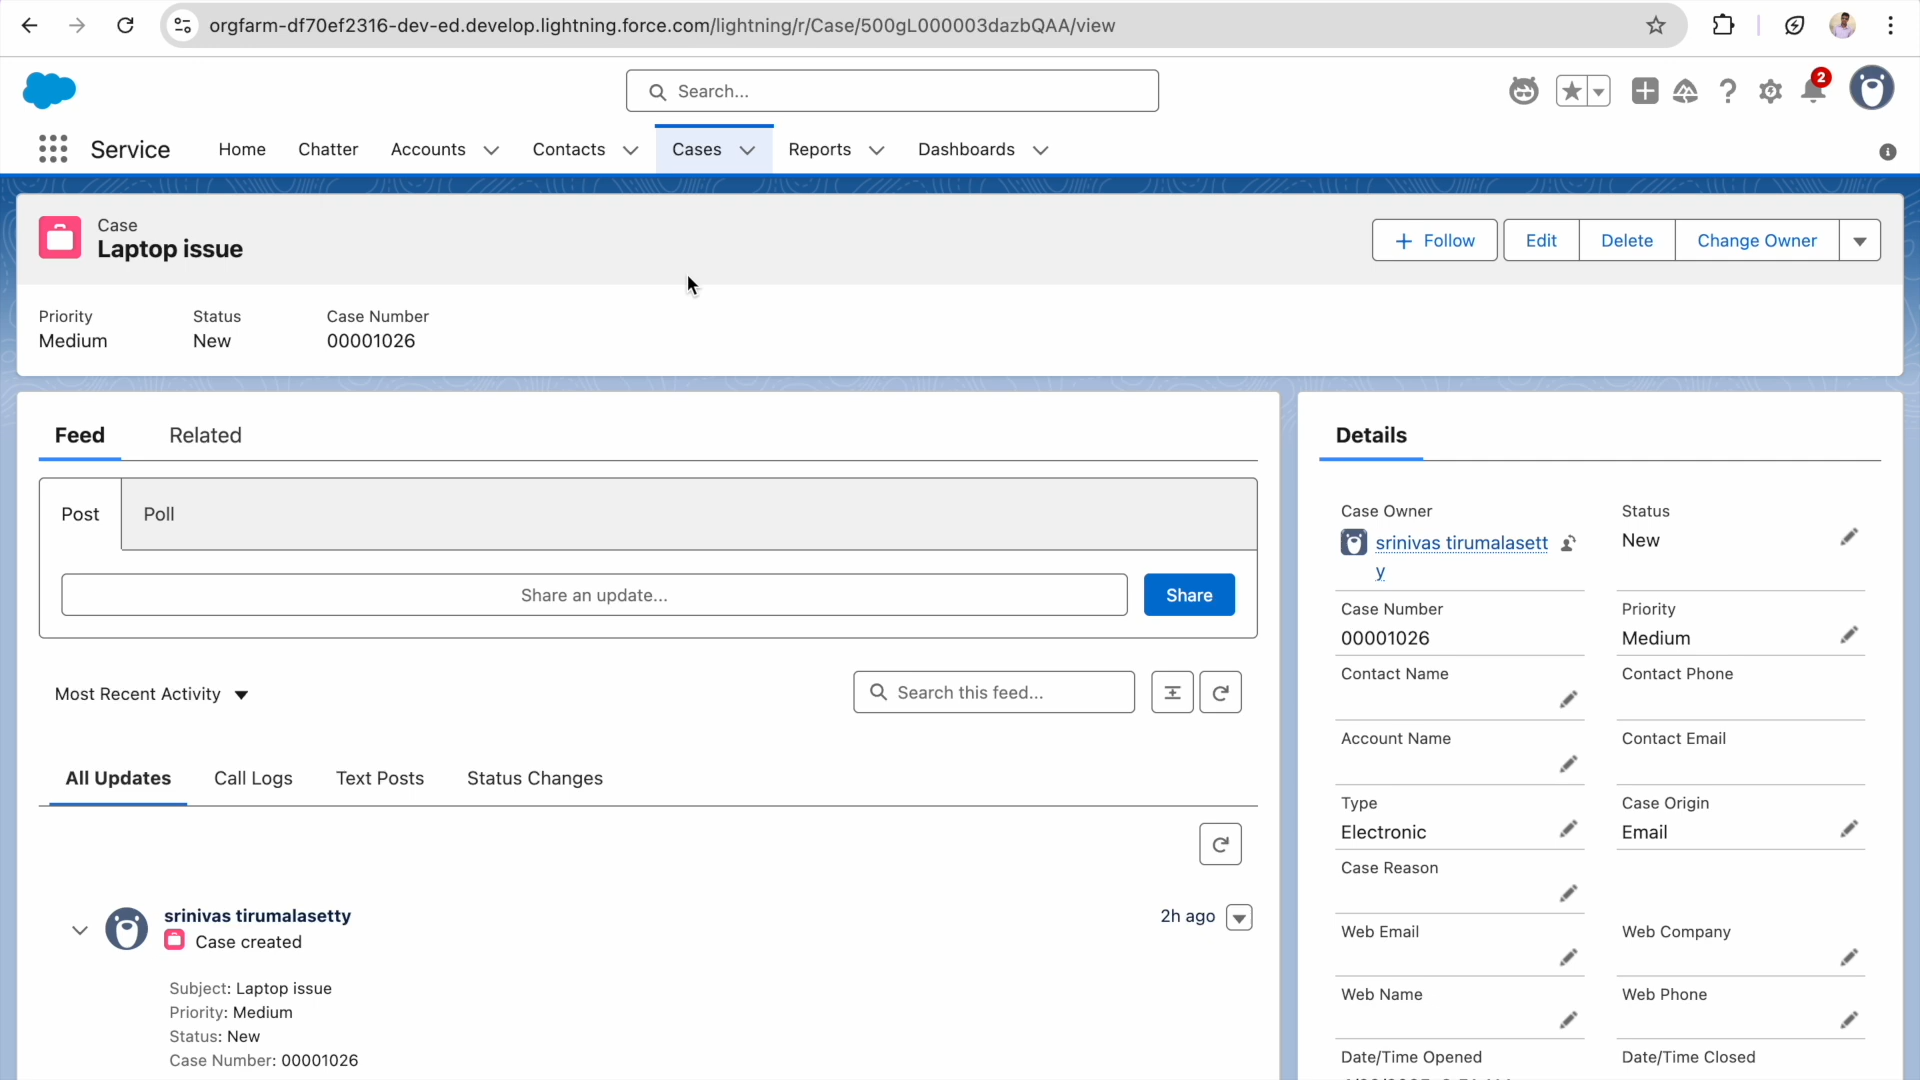 orgfarm-df70ef2316-dev-ed.develop.lightning.force.com/lightning/r/Case/500gL000003dazbQAA/view
Search...
2
Service
Home
Chatter
Accounts
Contacts
Cases
Reports
Dashboards
Case
Laptop issue
+ Follow
Edit
Delete
Change Owner
Priority
Status
Case Number
Medium
New
00001026
Feed
Related
Post
Poll
Share an update...
Share
Most Recent Activity
Search this feed...
All Updates
Call Logs
Text Posts
Status Changes
srinivas tirumalasetty
2h ago
Case created
Subject: Laptop issue
Priority: Medium
Status: New
Case Number: 00001026
Details
Case Owner
Status
srinivas tirumalasett
y
New
Case Number
Priority
00001026
Medium
Contact Name
Contact Phone
Account Name
Contact Email
Type
Case Origin
Electronic
Email
Case Reason
Web Email
Web Company
Web Name
Web Phone
Date/Time Opened
Date/Time Closed